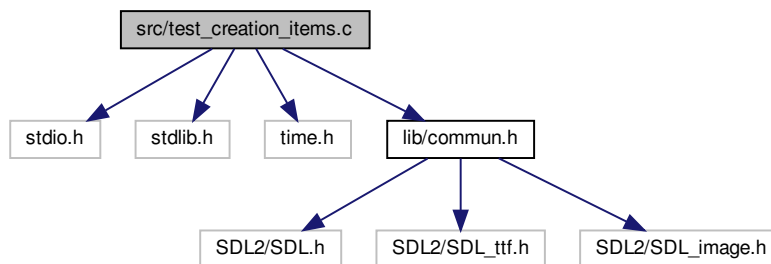 src/test_creation_items.c
stdio.h
stdlib.h
time.h
lib/commun.h
SDL2/SDL.h
SDL2/SDL_ttf.h
SDL2/SDL_image.h